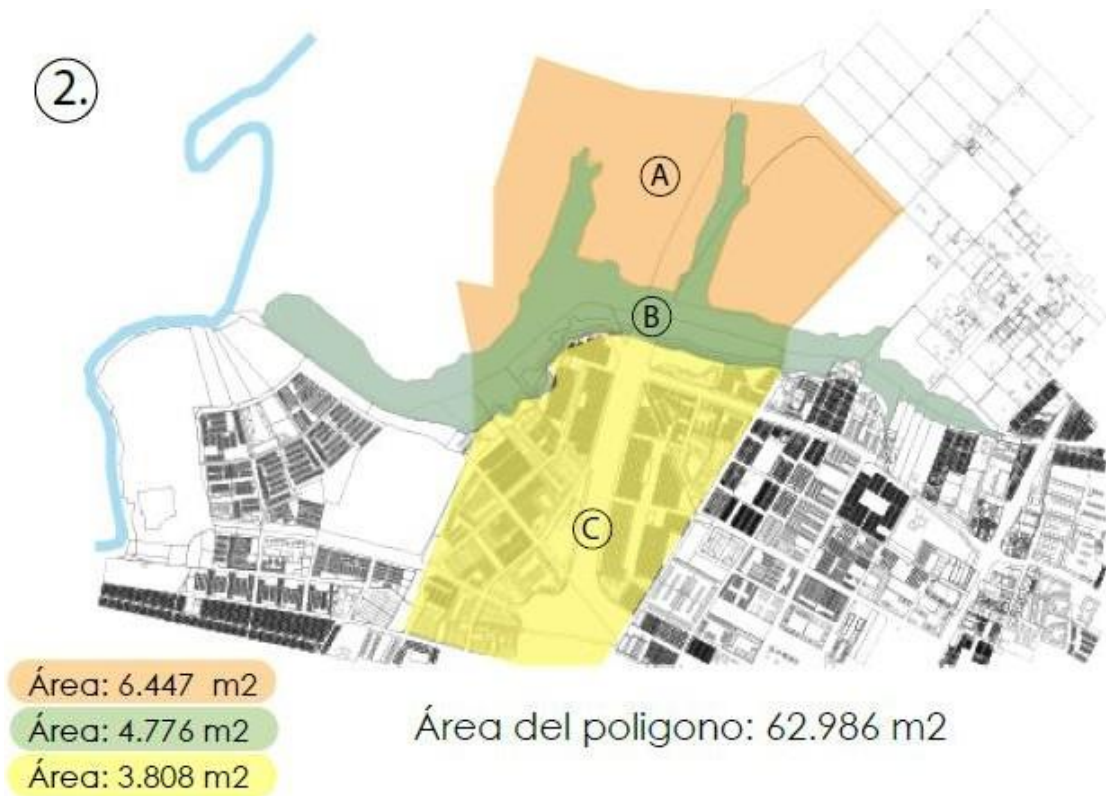 2.
A
B
C
Área: 6.447 m2
Área: 4.776 m2
Área: 3.808 m2
Área del poligono: 62.986 m2